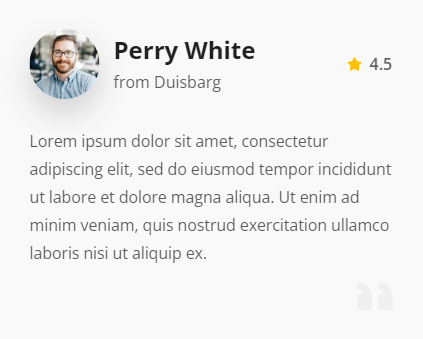 Perry White
from Duisbarg
4.5
Lorem ipsum dolor sit amet, consectetur
adipiscing elit, sed do eiusmod tempor incididunt
ut labore et dolore magna aliqua. Ut enim ad
minim veniam, quis nostrud exercitation ullamco
laboris nisi ut aliquip ex.